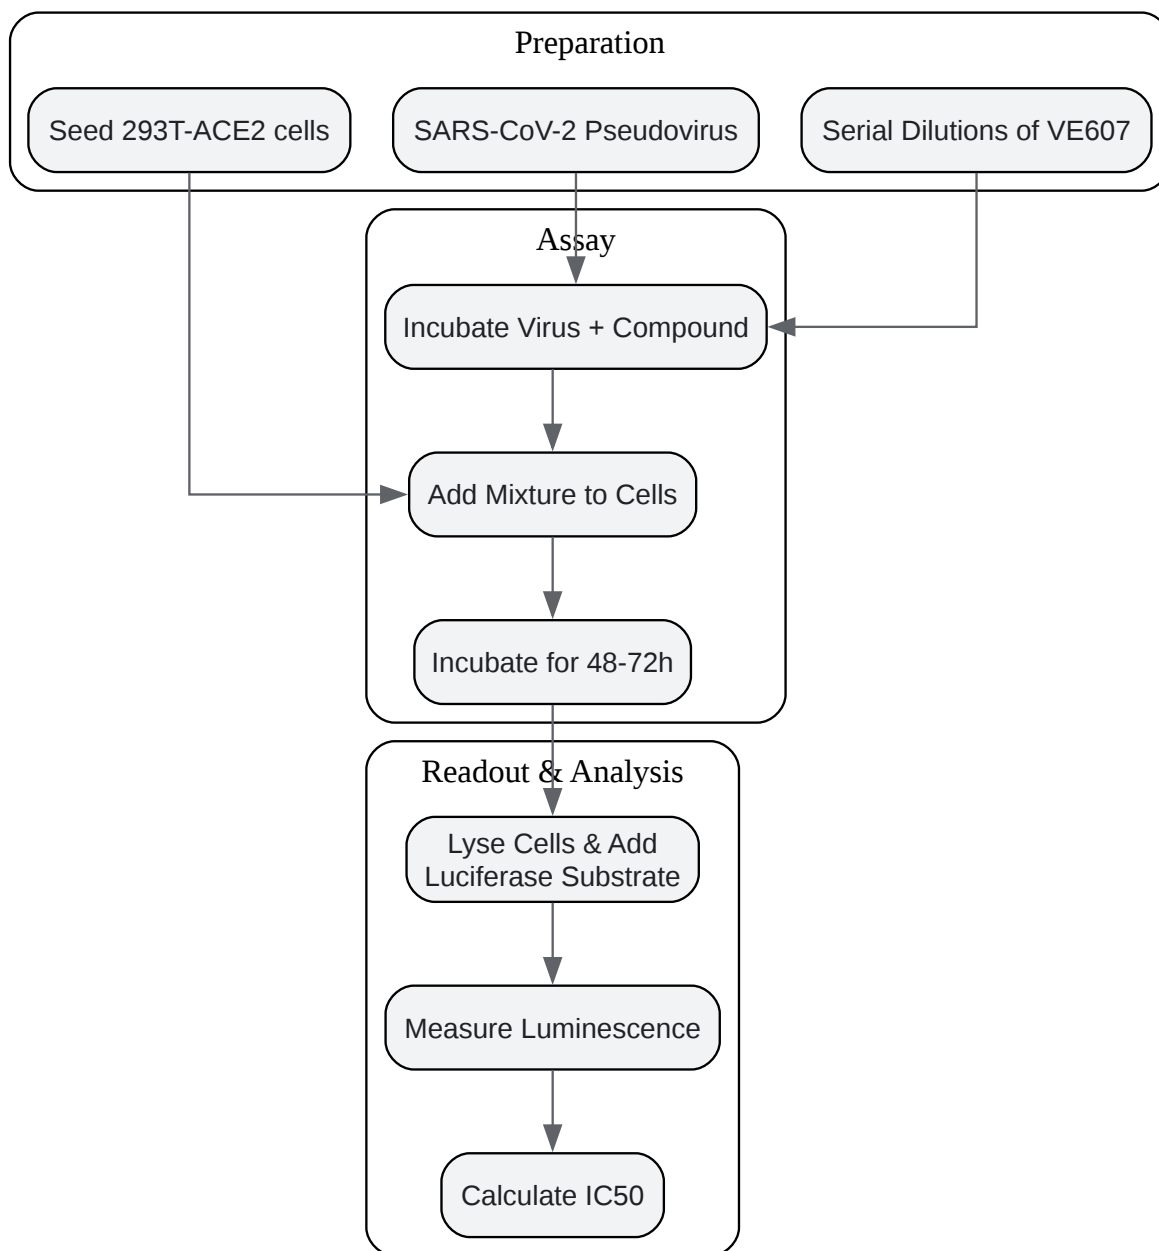 Preparation
Seed 293T-ACE2 cells
SARS-CoV-2 Pseudovirus
Serial Dilutions of VE607
Assay
Incubate Virus + Compound
Add Mixture to Cells
Incubate for 48-72h
Readout & Analysis
Lyse Cells & Add
Luciferase Substrate
Measure Luminescence
Calculate IC50